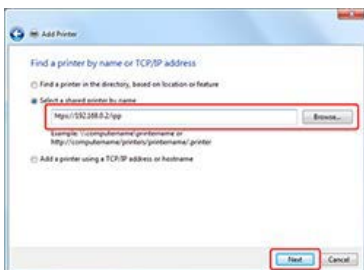 Add Printer
Find a printer by name or TCP/IP address
Find a printer in the directory, based on location or feature
Select a shared printer by name
https://192.168.0.2/ipp
Browse...
Example: \\computername\printername or
http://computername/printers/printername/.printer
Add a printer using a TCP/IP address or hostname
Next
Cancel